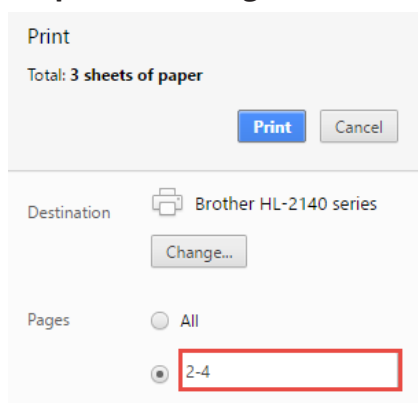 Print
Total: 3 sheets of paper
Print Cancel
Destination Brother HL-2140 series
Change...
Pages All
2-4